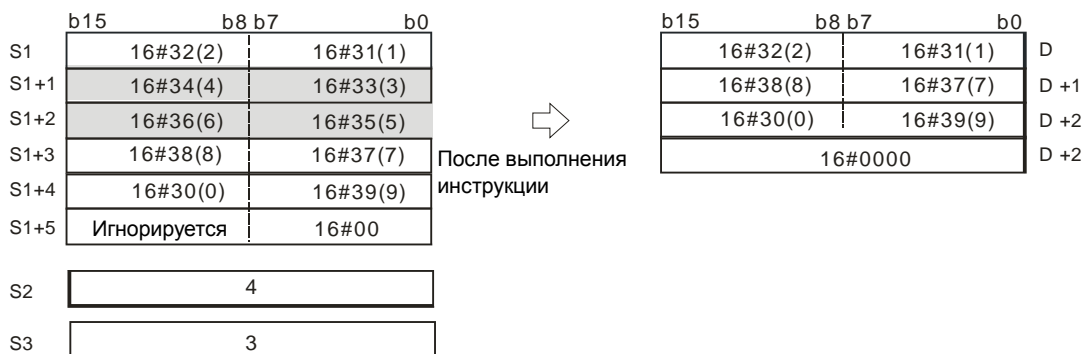 b15 b8 b7 b0
S1 16#32(2) 16#31(1)
S1+1 16#34(4) 16#33(3)
S1+2 16#36(6) 16#35(5)
S1+3 16#38(8) 16#37(7)
S1+4 16#30(0) 16#39(9)
S1+5 Игнорируется 16#00
S2 4
S3 3
После выполнения
инструкции
b15 b8 b7 b0
16#32(2) 16#31(1) D
16#38(8) 16#37(7) D +1
16#30(0) 16#39(9) D +2
16#0000 D +2